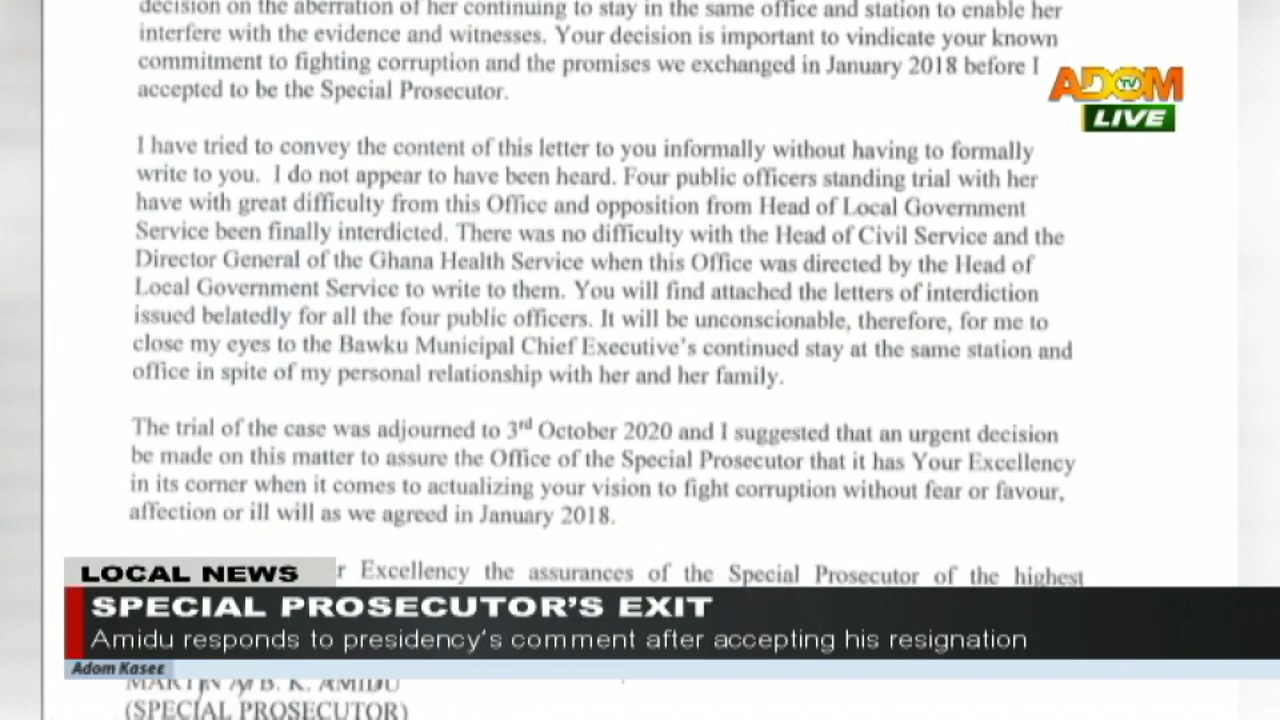 decision on the aberration of her continuing to stay in the same office and station to enable her
interfere with the evidence and witnesses. Your decision is important to vindicate your known
commitment to fighting corruption and the promises we exchanged in January 2018 before I
accepted to be the Special Prosecutor.
ADOM TV
LIVE
I have tried to convey the content of this letter to you informally without having to formally
write to you. I do not appear to have been heard. Four public officers standing trial with her
have with great difficulty from this Office and opposition from Head of Local Government
Service been finally interdicted. There was no difficulty with the Head of Civil Service and the
Director General of the Ghana Health Service when this Office was directed by the Head of
Local Government Service to write to them. You will find attached the letters of interdiction
issued belatedly for all the four public officers. It will be unconscionable, therefore, for me to
close my eyes to the Bawku Municipal Chief Executive's continued stay at the same station and
office in spite of my personal relationship with her and her family.
The trial of the case was adjourned to 3rd October 2020 and I suggested that an urgent decision
be made on this matter to assure the Office of the Special Prosecutor that it has Your Excellency
in its corner when it comes to actualizing your vision to fight corruption without fear or favour,
affection or ill will as we agreed in January 2018.
r Excellency the assurances of the Special Prosecutor of the highest
LOCAL NEWS
SPECIAL PROSECUTOR'S EXIT
Amidu responds to presidency's comment after accepting his resignation
Adom Kasee
MARTIN A. B. K. AMIDU
(SPECIAL PROSECUTOR)